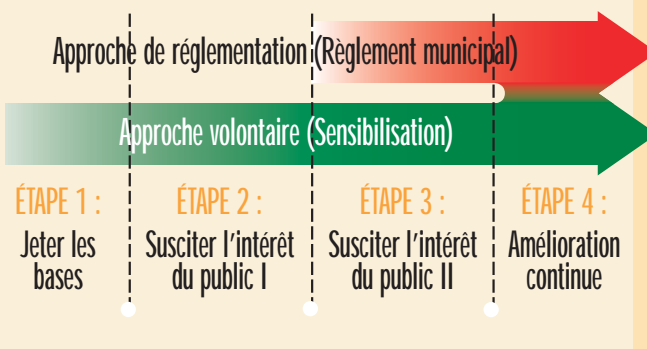 Approche de réglementation (Règlement municipal)
Approche volontaire (Sensibilisation)
ÉTAPE 1 :
Jeter les
bases
ÉTAPE 2 :
Susciter l'intérêt
du public I
ÉTAPE 3 :
Susciter l'intérêt
du public II
ÉTAPE 4 :
Amélioration
continue